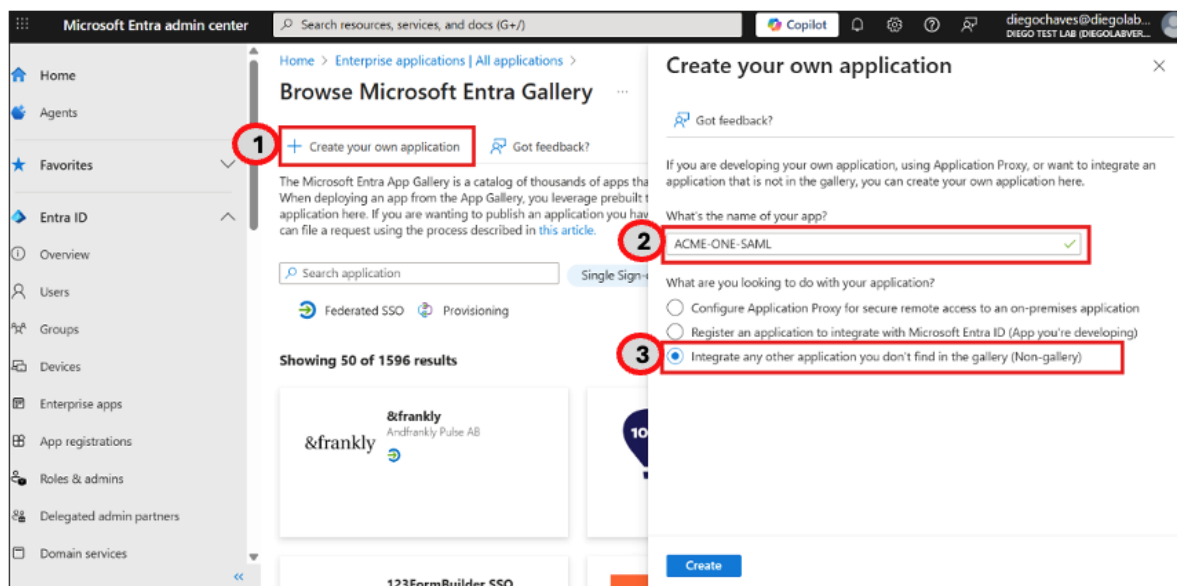 Microsoft Entra admin center
Search resources, services, and docs (G+/)
Copilot
diegochaves@diegolab...
DIEGO TEST LAB (DIEGOLABVER...
Home
Agents
Favorites
Entra ID
Overview
Users
Groups
Devices
Enterprise apps
App registrations
Roles & admins
Delegated admin partners
Domain services
«
Home > Enterprise applications | All applications >
Browse Microsoft Entra Gallery ...
1
+ Create your own application
Got feedback?
The Microsoft Entra App Gallery is a catalog of thousands of apps tha
When deploying an app from the App Gallery, you leverage prebuilt t
application here. If you are wanting to publish an application you hav
can file a request using the process described in this article.
Search application
Single Sign-
Federated SSO
Provisioning
Showing 50 of 1596 results
&frankly
&frankly
Andfrankly Pulse AB
10
123FormBuilder SSO
Create your own application
Got feedback?
If you are developing your own application, using Application Proxy, or want to integrate an
application that is not in the gallery, you can create your own application here.
What's the name of your app?
2
ACME-ONE-SAML
What are you looking to do with your application?
Configure Application Proxy for secure remote access to an on-premises application
Register an application to integrate with Microsoft Entra ID (App you're developing)
3
Integrate any other application you don't find in the gallery (Non-gallery)
Create